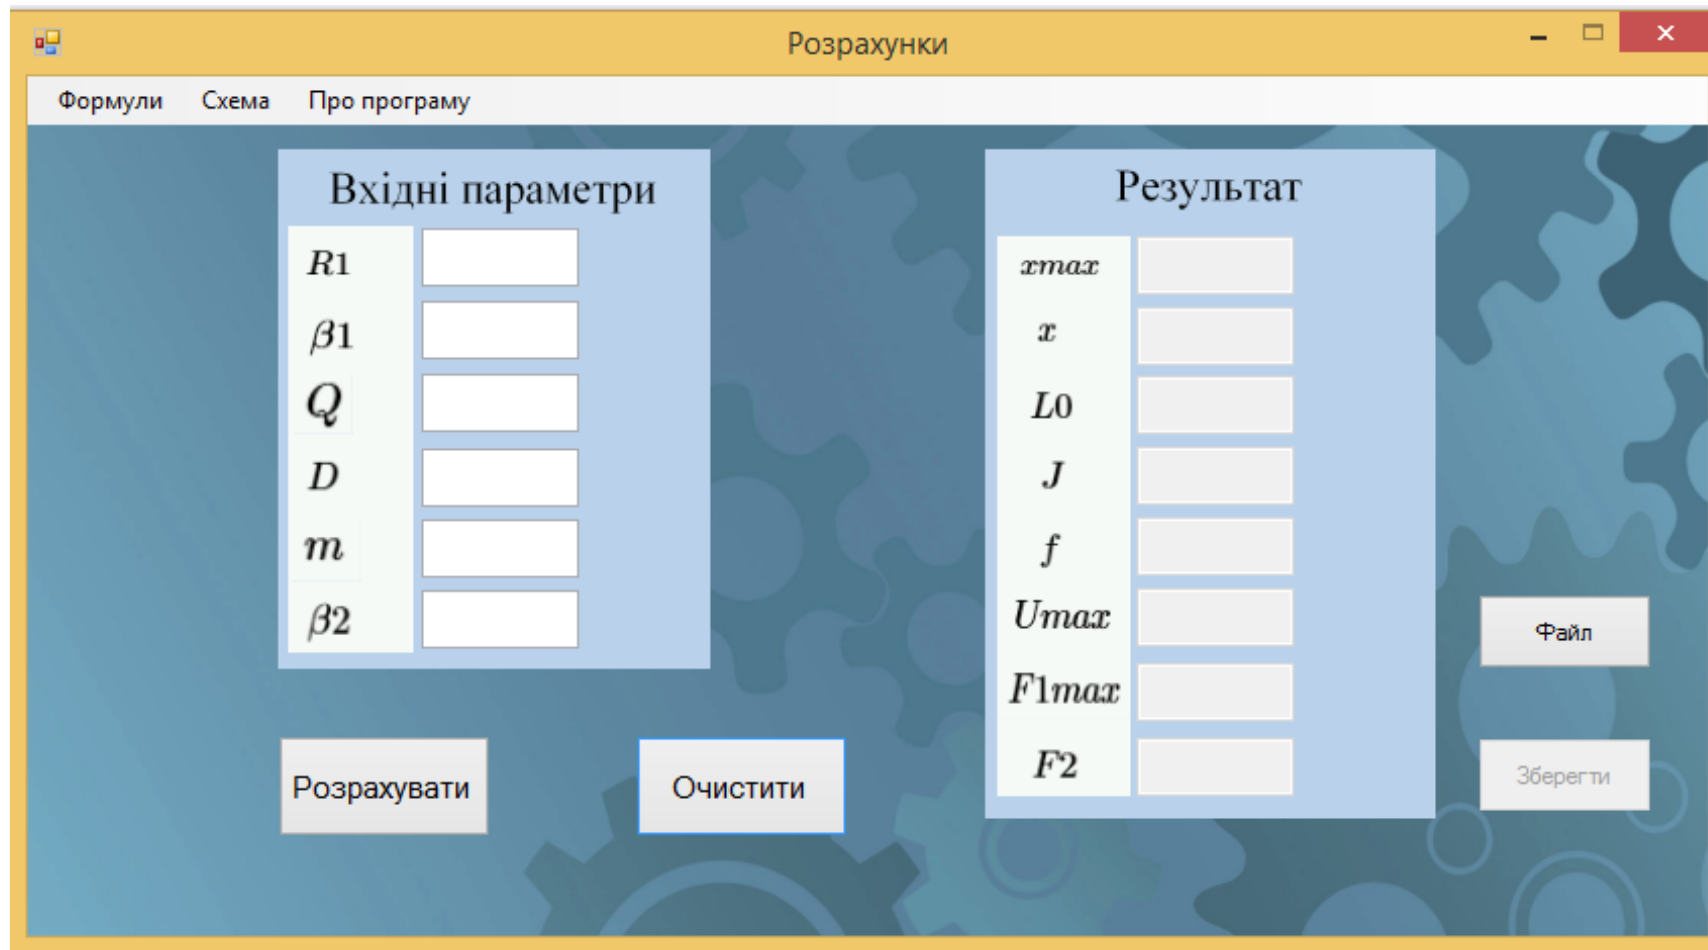 Розрахунки
Формули Схема Про програму
Вхідні параметри
R1
β1
Q
D
m
β2
Розрахувати
Очистити
Результат
xmax
x
L0
J
f
Umax
F1max
F2
Файл
Зберегти